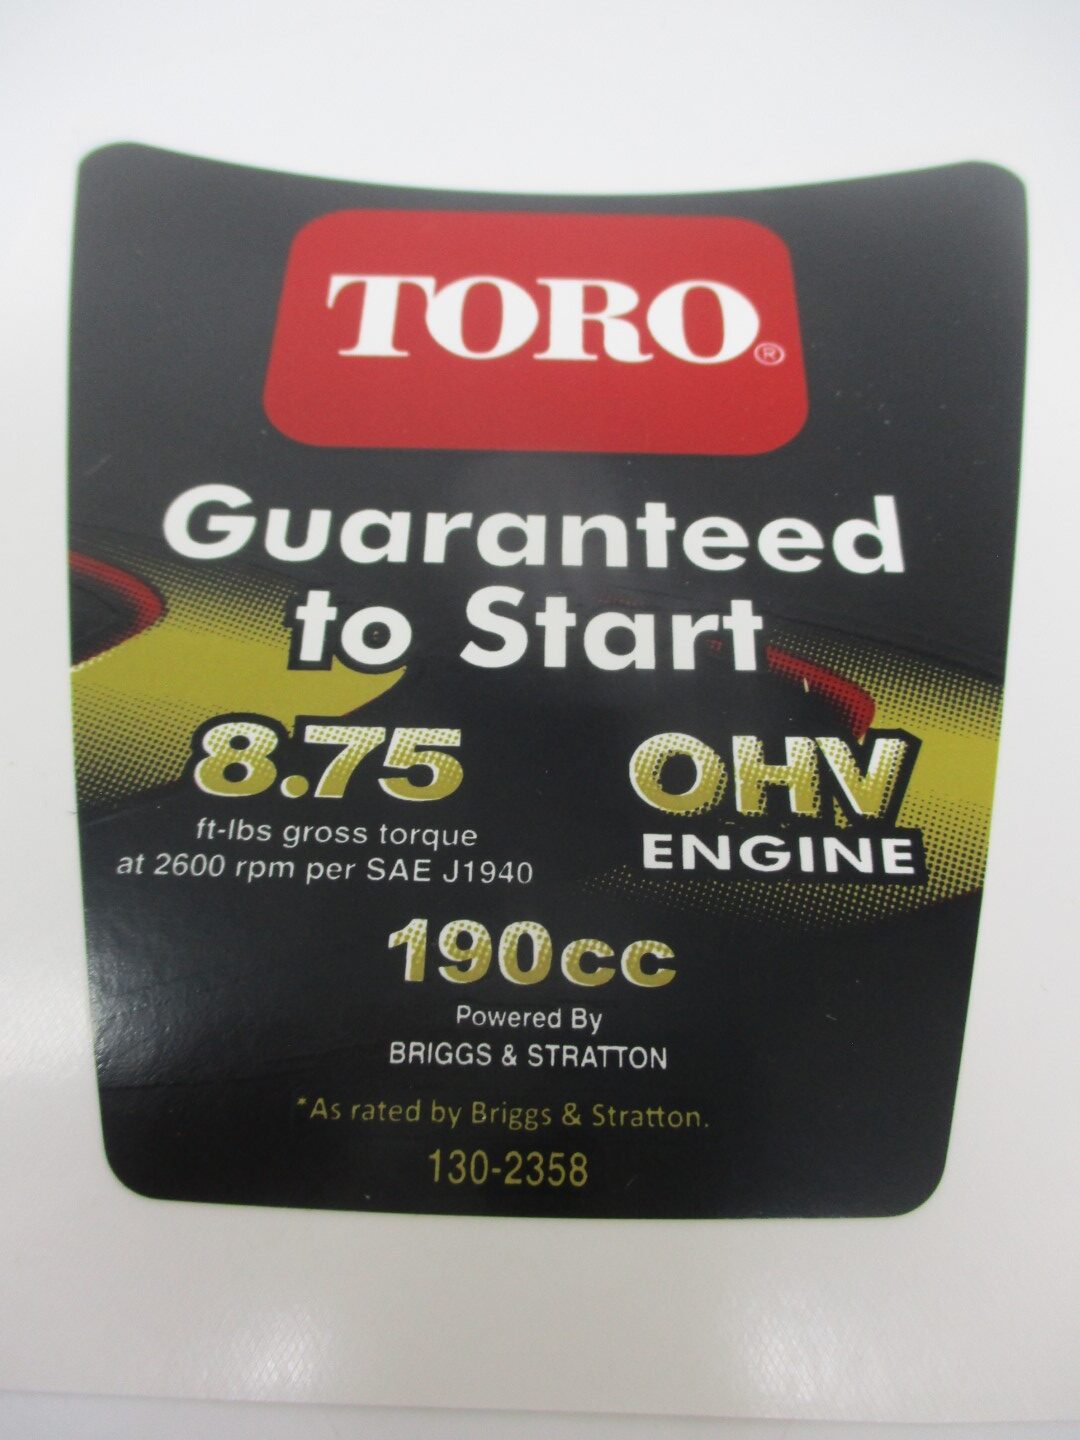 TORO®
Guaranteed
to Start
8.75
ft-lbs gross torque
at 2600 rpm per SAE J1940
OHV
ENGINE
190cc
Powered By
BRIGGS & STRATTON
*As rated by Briggs & Stratton.
130-2358